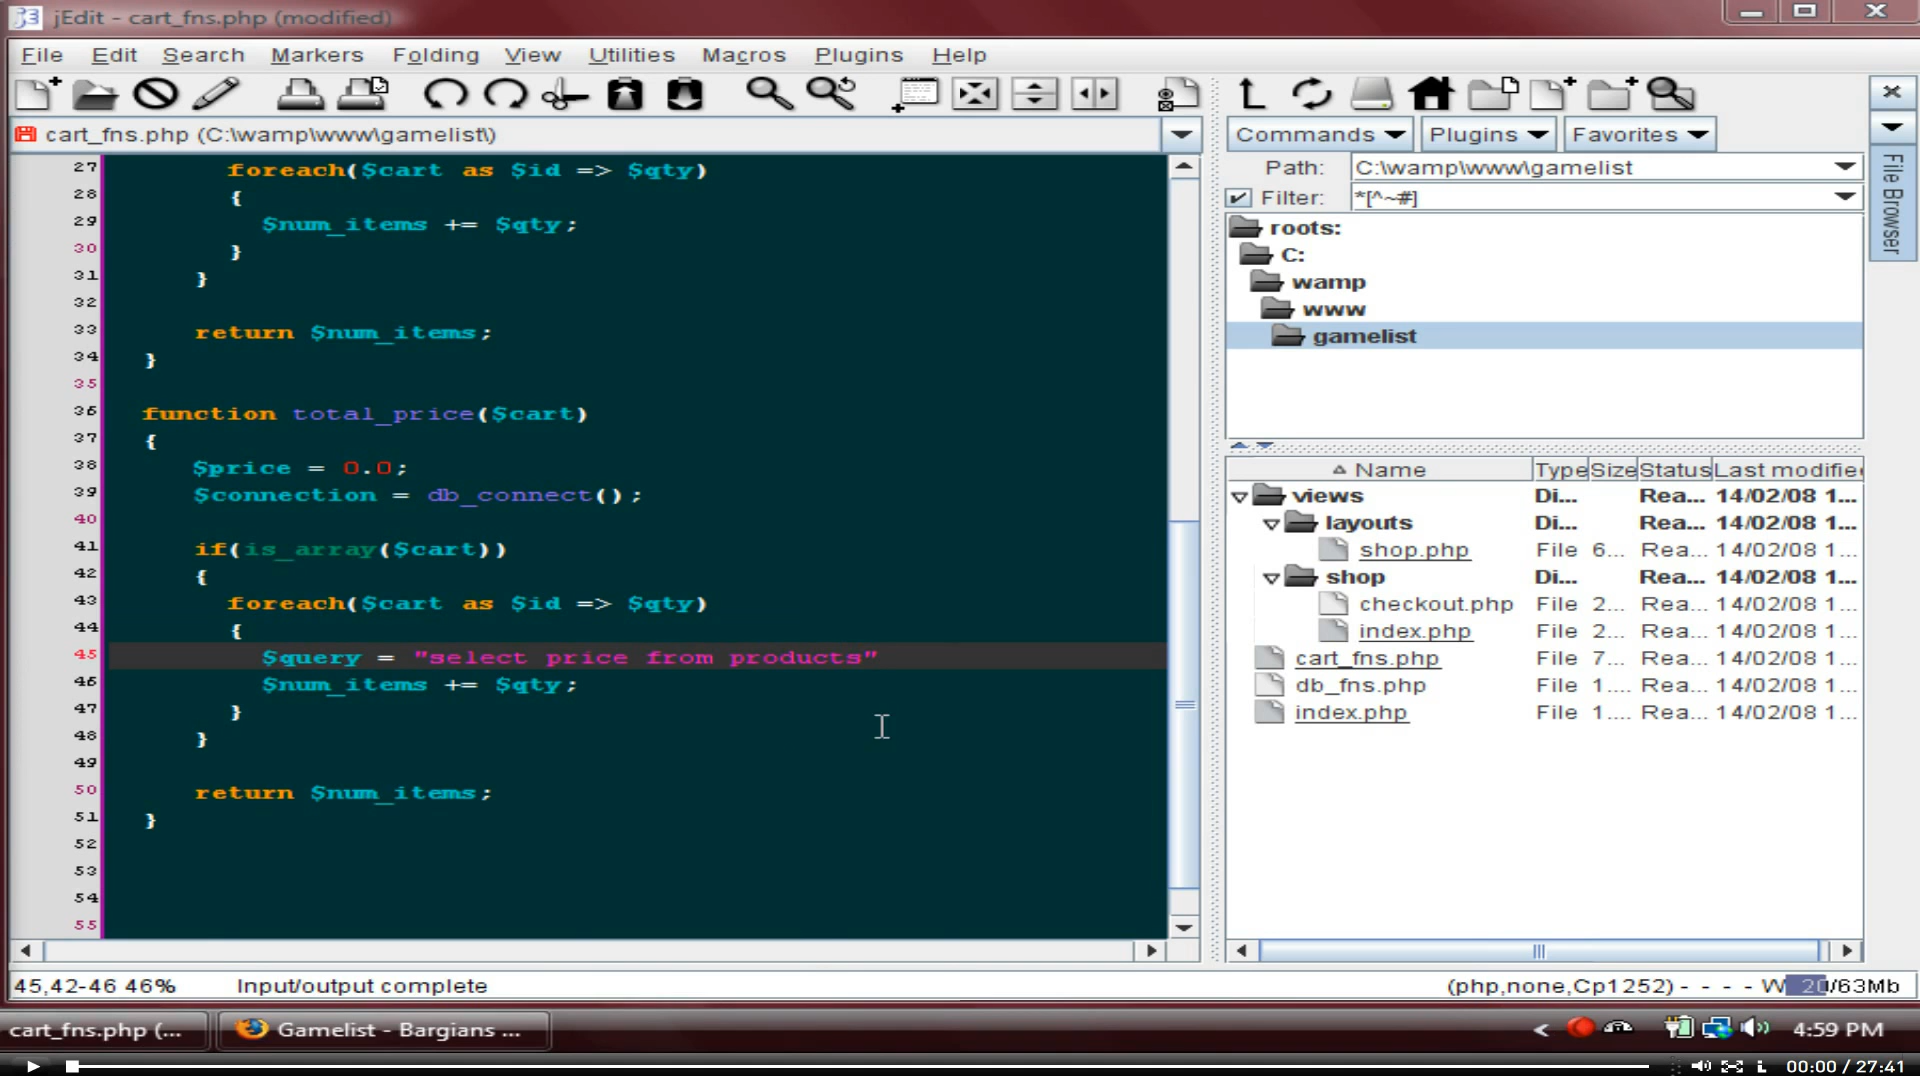 jEdit - cart_fns.php (modified)
File Edit Search Markers Folding View Utilities Macros Plugins Help
cart_fns.php (C:\wamp\www\gamelist\)
27 foreach($cart as $id => $qty)
28 {
29 $num_items += $qty;
30 }
31 }
32
33 return $num_items;
34 }
35
36 function total_price($cart)
37 {
38 $price = 0.0;
39 $connection = db_connect();
40
41 if(is_array($cart))
42 {
43 foreach($cart as $id => $qty)
44 {
45 $query = "select price from products"
46 $num_items += $qty;
47 }
48 }
49
50 return $num_items;
51 }
52
53
54
55
45,42-46 46% Input/output complete
Commands Plugins Favorites
Path: C:\wamp\www\gamelist
Filter: *[^~#]
roots:
C:
wamp
www
gamelist
File Browser
Name Type Size Status Last modifie
views Di... Rea... 14/02/08 1...
layouts Di... Rea... 14/02/08 1...
shop.php File 6... Rea... 14/02/08 1...
shop Di... Rea... 14/02/08 1...
checkout.php File 2... Rea... 14/02/08 1...
index.php File 2... Rea... 14/02/08 1...
cart_fns.php File 7... Rea... 14/02/08 1...
db_fns.php File 1.... Rea... 14/02/08 1...
index.php File 1.... Rea... 14/02/08 1...
(php,none,Cp1252) - - - - W 20/63Mb
cart_fns.php (... Gamelist - Bargians ... < 4:59 PM
00:00 / 27:41